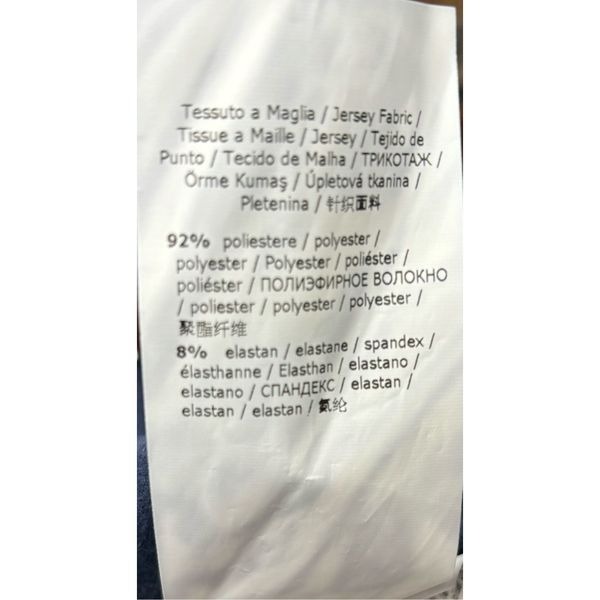 Tessuto a Maglia / Jersey Fabric /
Tissue a Maille / Jersey / Tejido de
Punto / Tecido de Malha / ТРИКОТАЖ /
Örme Kumaş / Úpletová tkanina /
Pletenina / 针织面料
92% poliestere / polyester /
polyester / Polyester / poliéster /
poliéster / ПОЛИЭФИРНОЕ ВОЛОКНО
/ poliester / polyester / polyester /
聚酯纤维
8% elastan / elastane / spandex /
élasthanne / Elasthan / elastano /
elastano / СПАНДЕКС / elastan /
elastan / elastan / 氨纶